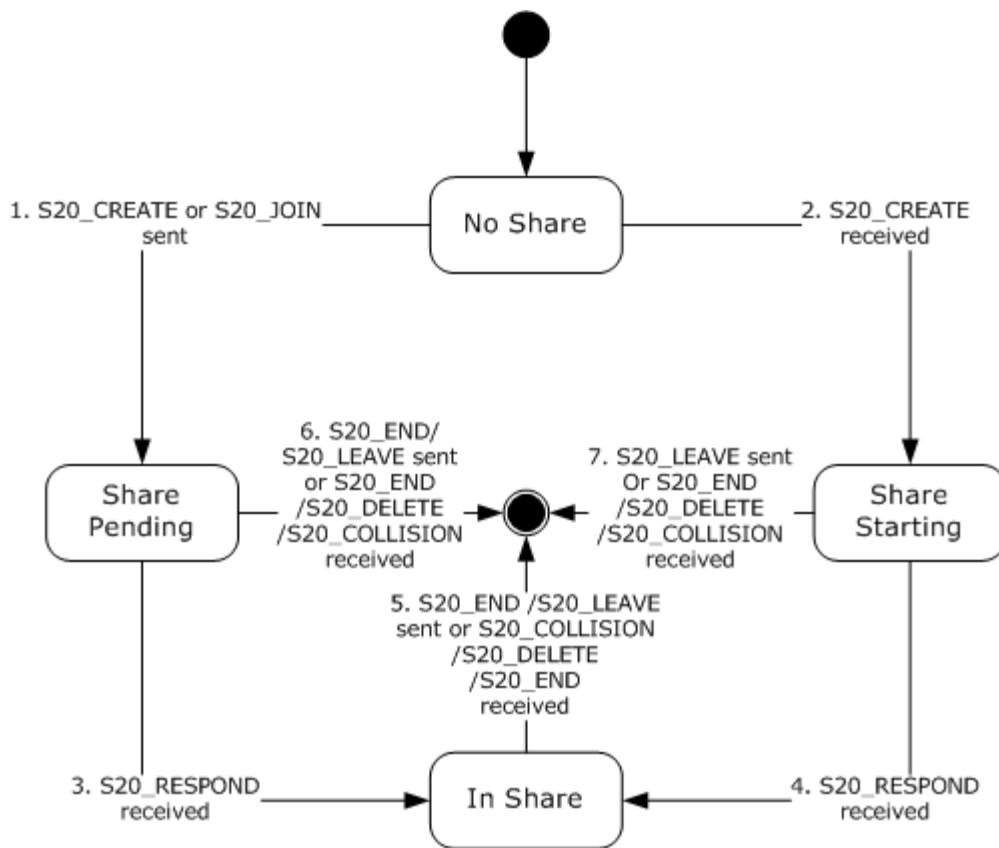 No Share
1. S20_CREATE or S20_JOIN
sent
2. S20_CREATE
received
Share
Pending
6. S20_END/
S20_LEAVE sent
or S20_END
/S20_DELETE
/S20_COLLISION
received
7. S20_LEAVE sent
Or S20_END
/S20_DELETE
/S20_COLLISION
received
Share
Starting
5. S20_END /S20_LEAVE
sent or S20_COLLISION
/S20_DELETE
/S20_END
received
3. S20_RESPOND
received
In Share
4. S20_RESPOND
received